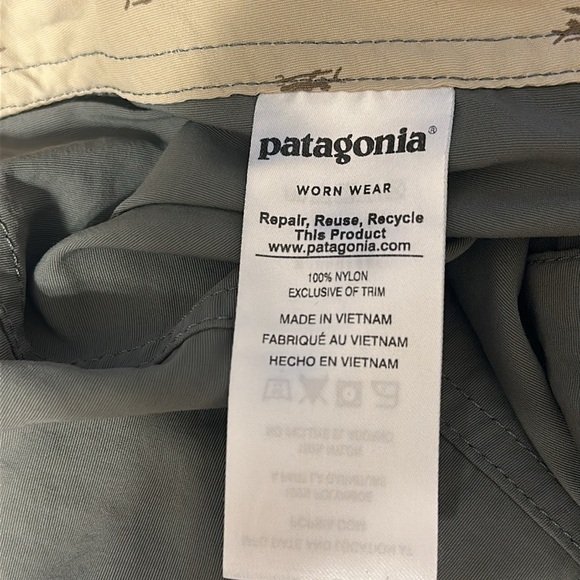 patagonia®
WORN WEAR
Repair, Reuse, Recycle
This Product
www.patagonia.com
100% NYLON
EXCLUSIVE OF TRIM
MADE IN VIETNAM
FABRIQUÉ AU VIETNAM
HECHO EN VIETNAM